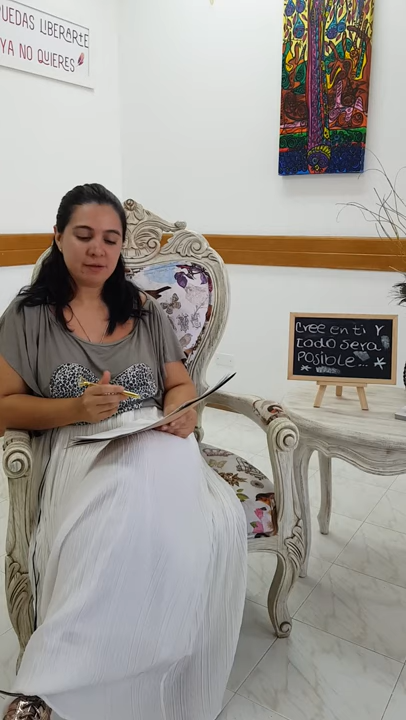 UEDAS LIBERARTE
YA NO QUIERES
Cree en ti Y
todo será
POSIBLE...